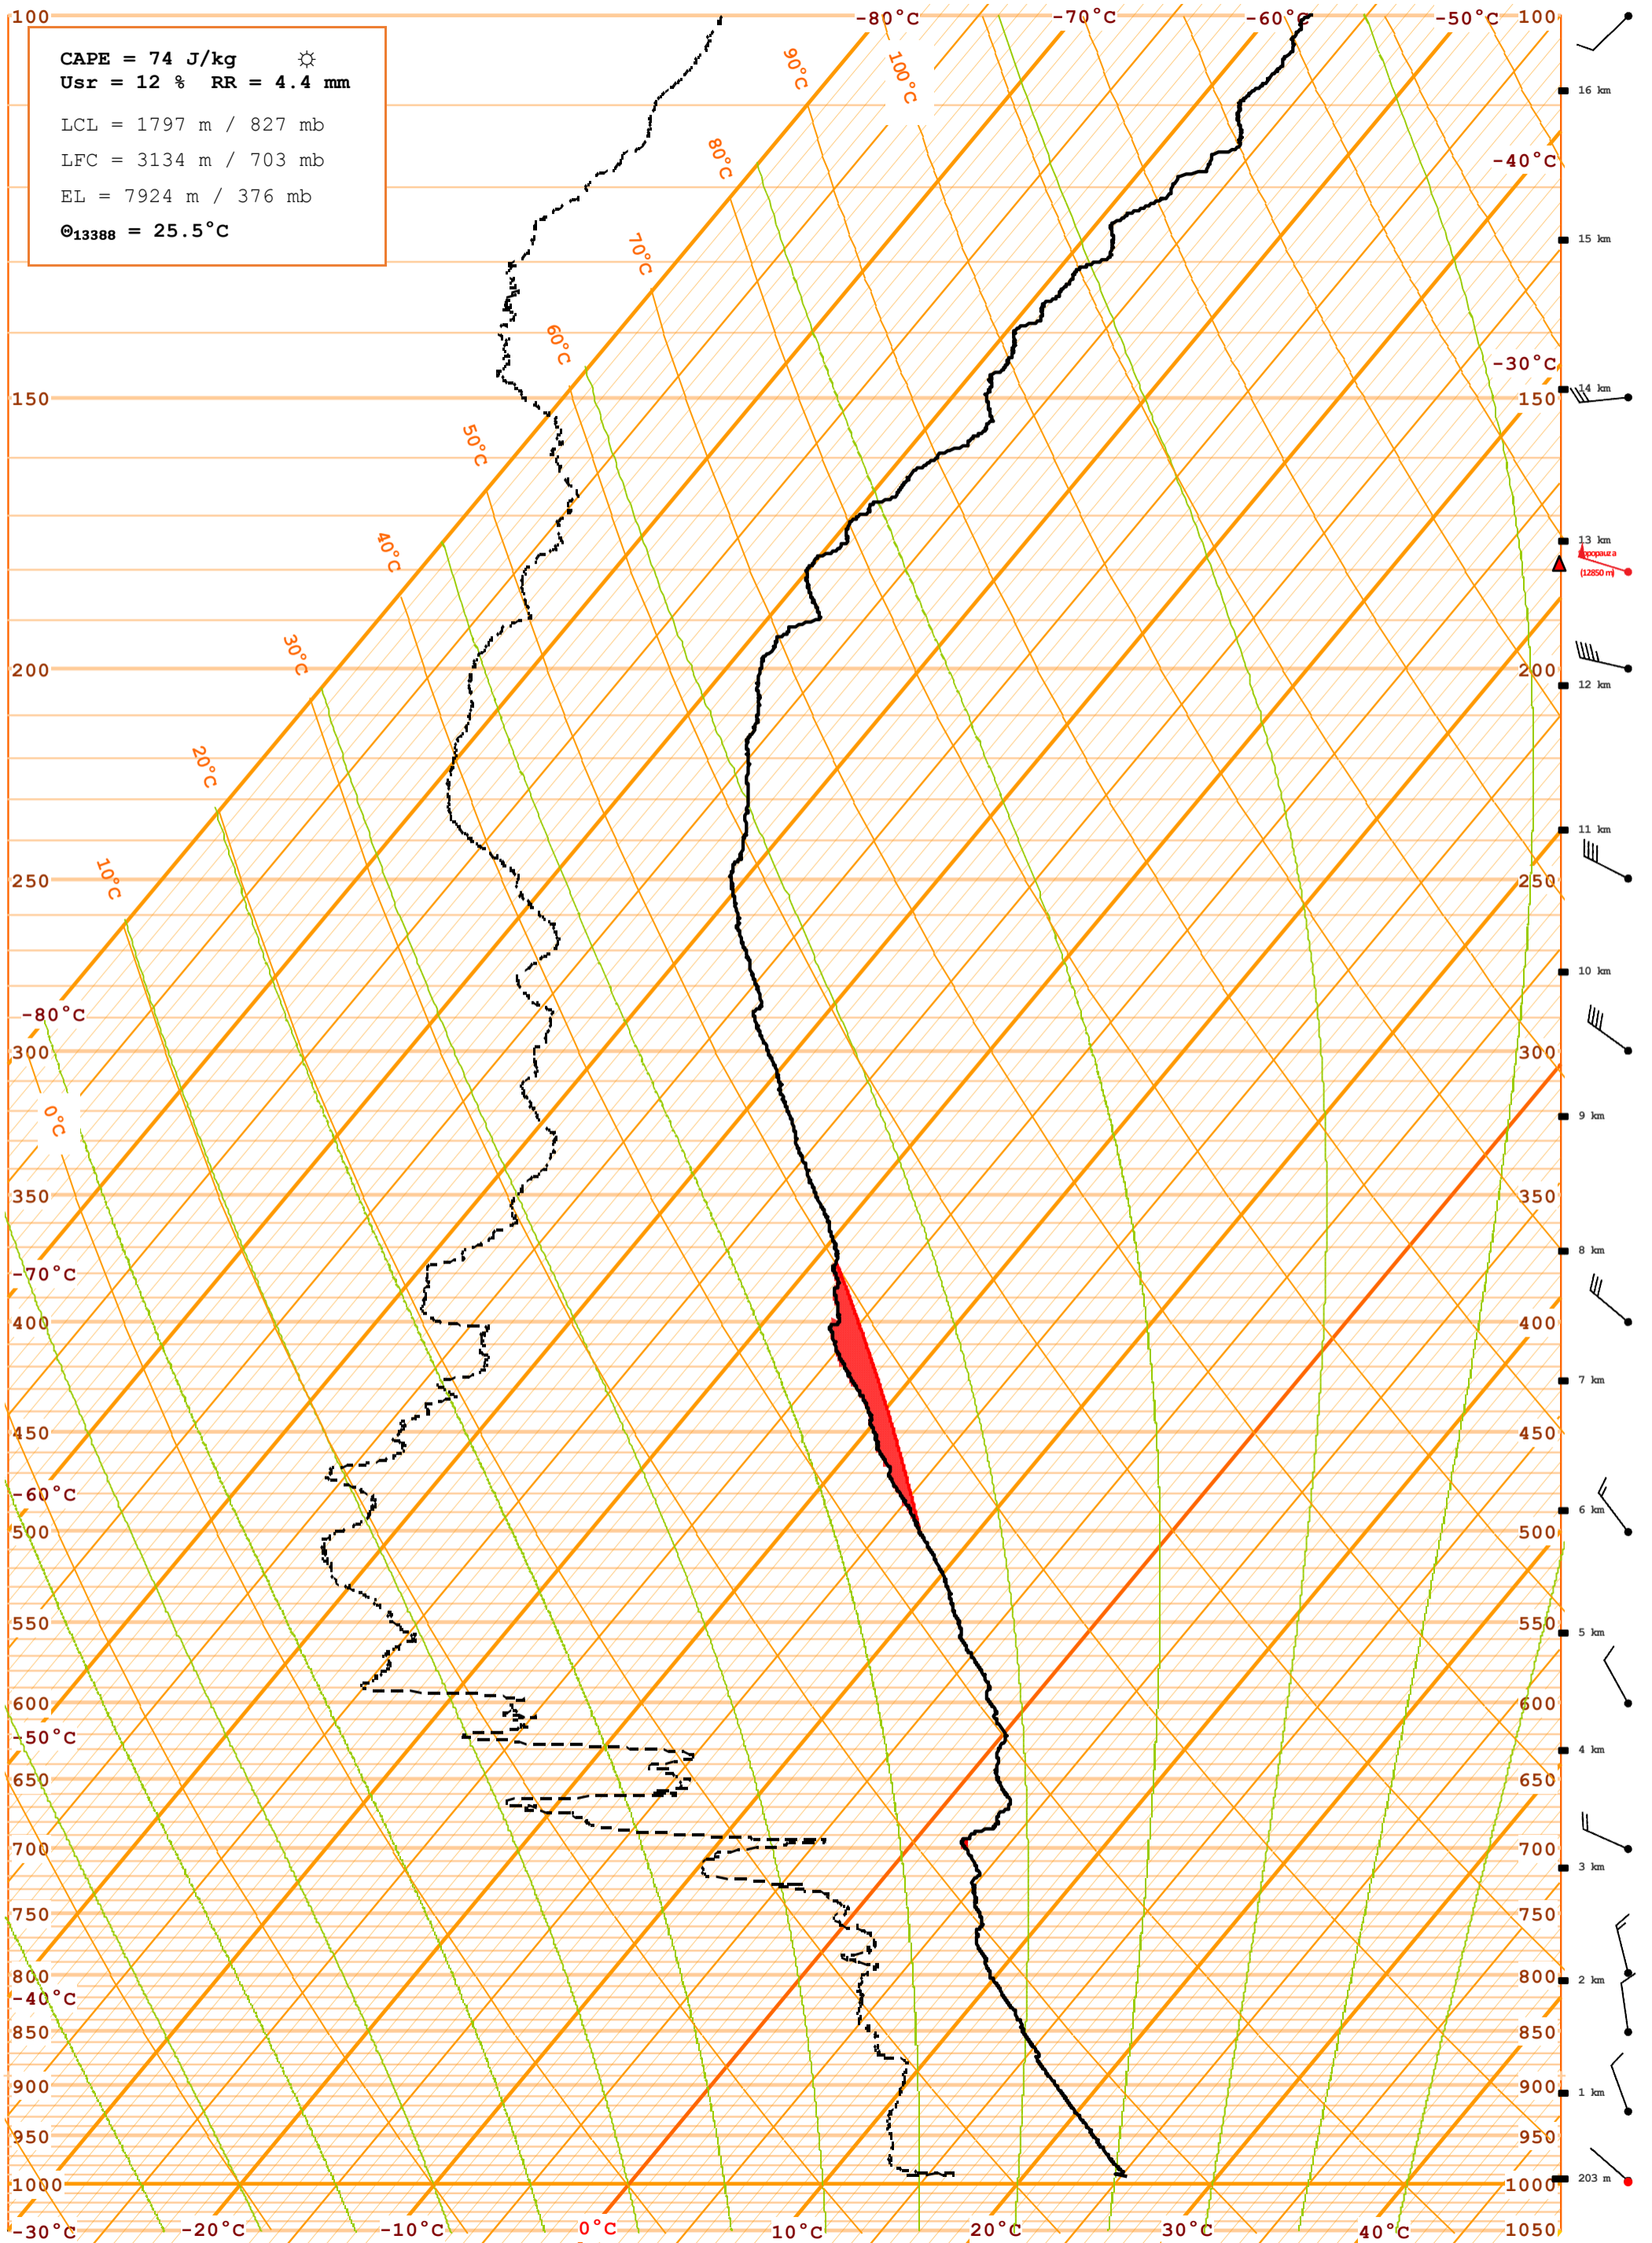 100 -80°C -70°C -60°C -50°C 100
CAPE = 74 J/kg ☼
Usr = 12 % RR = 4.4 mm
LCL = 1797 m / 827 mb
LFC = 3134 m / 703 mb
EL = 7924 m / 376 mb
Θ13388 = 25.5°C
90°C 100°C
16 km
80°C
-40°C
70°C
15 km
60°C
-30°C
14 km
150 150
50°C
40°C
13 km
(12850 m)
30°C
200 200
12 km
20°C
11 km
10°C
250 250
10 km
-80°C
300 300
0°C
9 km
350 350
8 km
-70°C
400 400
7 km
450 450
-60°C
6 km
500 500
550 550
5 km
600 600
-50°C
4 km
650 650
700 700
3 km
750 750
800 800
2 km
-40°C
850 850
900 900
1 km
950 950
203 m
1000 1000
-30°C -20°C -10°C 0°C 10°C 20°C 30°C 40°C 1050